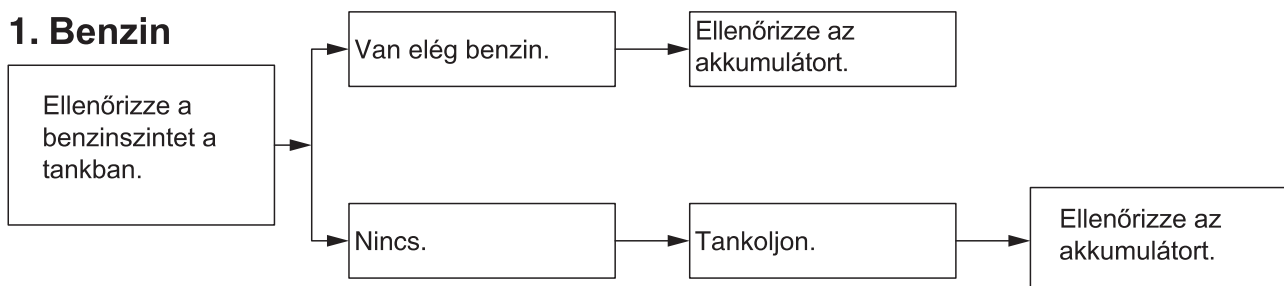 1. Benzin
Ellenőrizze a
benzinszintet a
tankban.
Van elég benzin.
Ellenőrizze az
akkumulátort.
Nincs.
Tankoljon.
Ellenőrizze az
akkumulátort.